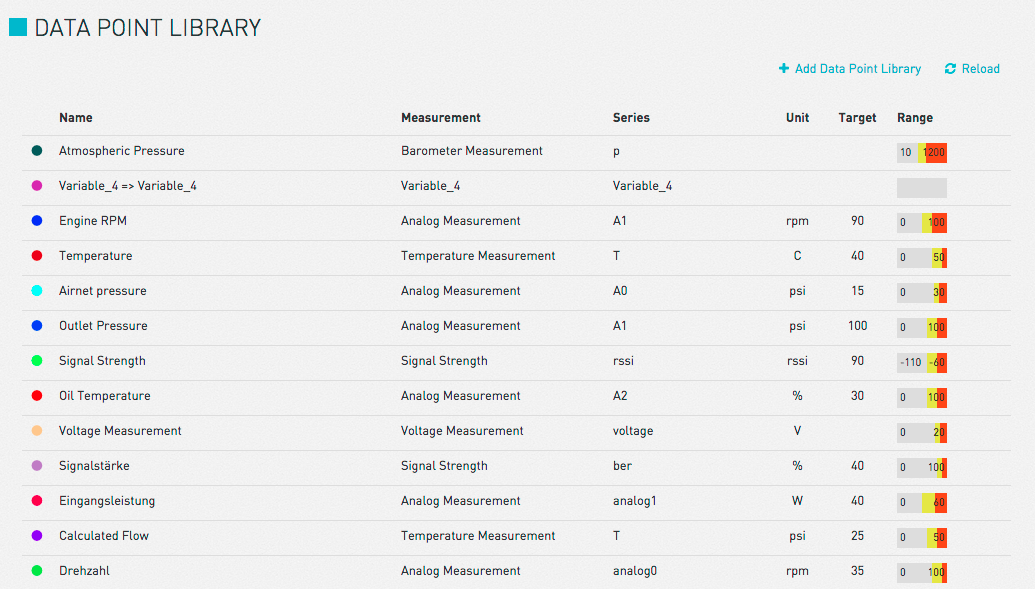 DATA POINT LIBRARY
Add Data Point Library Reload
Name Measurement Series Unit Target Range
Atmospheric Pressure Barometer Measurement p 10 1200
Variable_4 => Variable_4 Variable_4 Variable_4
Engine RPM Analog Measurement A1 rpm 90 0 100
Temperature Temperature Measurement T C 40 0 50
Airnet pressure Analog Measurement A0 psi 15 0 30
Outlet Pressure Analog Measurement A1 psi 100 0 100
Signal Strength Signal Strength rssi rssi 90 -110 -60
Oil Temperature Analog Measurement A2 % 30 0 100
Voltage Measurement Voltage Measurement voltage V 0 20
Signalstärke Signal Strength ber % 40 0 100
Eingangsleistung Analog Measurement analog1 W 40 0 60
Calculated Flow Temperature Measurement T psi 25 0 50
Drehzahl Analog Measurement analog0 rpm 35 0 100